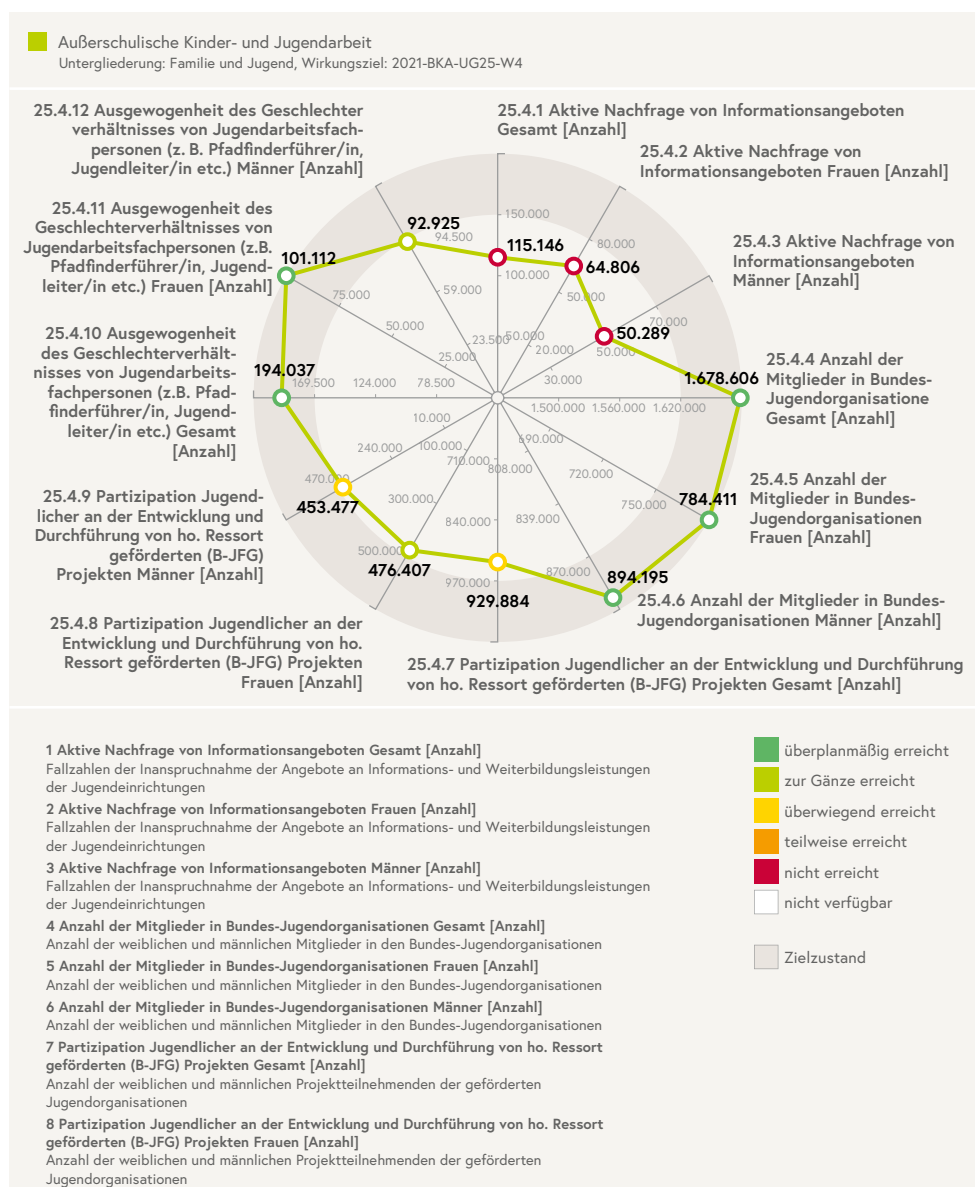 Außerschulische Kinder- und Jugendarbeit
Untergliederung: Familie und Jugend, Wirkungsziel: 2021-BKA-UG25-W4
25.4.12 Ausgewogenheit des Geschlechter
verhältnisses von Jugendarbeitsfach-
personen (z. B. Pfadfinderführer/in,
Jugendleiter/in etc.) Männer [Anzahl]
25.4.1 Aktive Nachfrage von Informationsangeboten
Gesamt [Anzahl]
25.4.2 Aktive Nachfrage von
Informationsangeboten Frauen [Anzahl]
25.4.11 Ausgewogenheit des
Geschlechterverhältnisses von
Jugendarbeitsfachpersonen (z.B.
Pfadfinderführer/in, Jugend-
leiter/in etc.) Frauen [Anzahl]
25.4.3 Aktive Nachfrage von
Informationsangeboten
Männer [Anzahl]
25.4.10 Ausgewogenheit
des Geschlechterverhält-
nisses von Jugendarbeits-
fachpersonen (z.B. Pfad-
finderführer/in, Jugend-
leiter/in etc.) Gesamt
[Anzahl]
25.4.4 Anzahl der
Mitglieder in Bundes-
Jugendorganisatione
Gesamt [Anzahl]
25.4.9 Partizipation Jugend-
licher an der Entwicklung und
Durchführung von ho. Ressort
geförderten (B-JFG)
Projekten Männer [Anzahl]
25.4.5 Anzahl der
Mitglieder in Bundes-
Jugendorganisationen
Frauen [Anzahl]
25.4.6 Anzahl der Mitglieder in Bundes-
Jugendorganisationen Männer [Anzahl]
25.4.8 Partizipation Jugendlicher an der
Entwicklung und Durchführung von ho.
Ressort geförderten (B-JFG) Projekten
Frauen [Anzahl]
25.4.7 Partizipation Jugendlicher an der Entwicklung und Durchführung
von ho. Ressort geförderten (B-JFG) Projekten Gesamt [Anzahl]
92.925
115.146
64.806
50.289
101.112
194.037
1.678.606
784.411
894.195
929.884
476.407
453.477
150.000
100.000
50.000
80.000
50.000
20.000
70.000
50.000
30.000
1.500.000
1.560.000
1.620.000
690.000
720.000
750.000
808.000
839.000
870.000
710.000
840.000
970.000
100.000
300.000
500.000
10.000
240.000
470.000
78.500
124.000
169.500
25.000
50.000
75.000
23.500
59.000
94.500
1 Aktive Nachfrage von Informationsangeboten Gesamt [Anzahl]
Fallzahlen der Inanspruchnahme der Angebote an Informations- und Weiterbildungsleistungen
der Jugendeinrichtungen
2 Aktive Nachfrage von Informationsangeboten Frauen [Anzahl]
Fallzahlen der Inanspruchnahme der Angebote an Informations- und Weiterbildungsleistungen
der Jugendeinrichtungen
3 Aktive Nachfrage von Informationsangeboten Männer [Anzahl]
Fallzahlen der Inanspruchnahme der Angebote an Informations- und Weiterbildungsleistungen
der Jugendeinrichtungen
4 Anzahl der Mitglieder in Bundes-Jugendorganisationen Gesamt [Anzahl]
Anzahl der weiblichen und männlichen Mitglieder in den Bundes-Jugendorganisationen
5 Anzahl der Mitglieder in Bundes-Jugendorganisationen Frauen [Anzahl]
Anzahl der weiblichen und männlichen Mitglieder in den Bundes-Jugendorganisationen
6 Anzahl der Mitglieder in Bundes-Jugendorganisationen Männer [Anzahl]
Anzahl der weiblichen und männlichen Mitglieder in den Bundes-Jugendorganisationen
7 Partizipation Jugendlicher an der Entwicklung und Durchführung von ho. Ressort
geförderten (B-JFG) Projekten Gesamt [Anzahl]
Anzahl der weiblichen und männlichen Projektteilnehmenden der geförderten
Jugendorganisationen
8 Partizipation Jugendlicher an der Entwicklung und Durchführung von ho. Ressort
geförderten (B-JFG) Projekten Frauen [Anzahl]
Anzahl der weiblichen und männlichen Projektteilnehmenden der geförderten
Jugendorganisationen
überplanmäßig erreicht
zur Gänze erreicht
überwiegend erreicht
teilweise erreicht
nicht erreicht
nicht verfügbar
Zielzustand